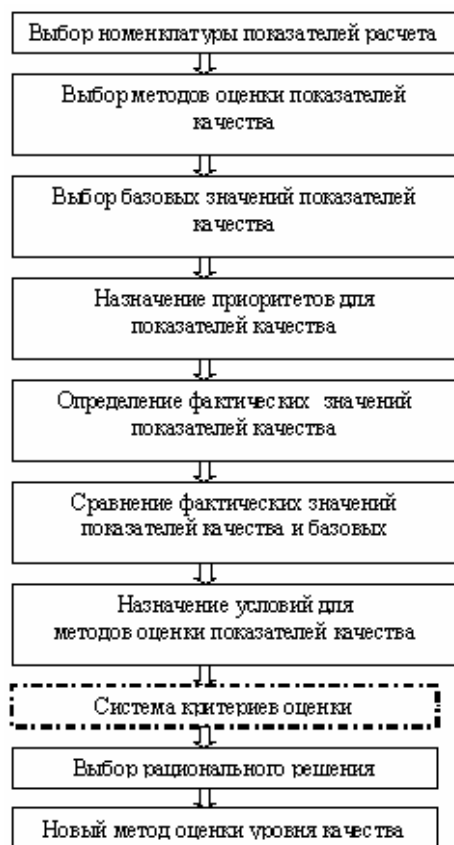 Выбор номенклатуры показателей расчета
Выбор методов оценки показателей
качества
Выбор базовых значений показателей
качества
Назначение приоритетов для
показателей качества
Определение фактических значений
показателей качества
Сравнение фактических значений
показателей качества и базовых
Назначение условий для
методов оценки показателей качества
Система критериев оценки
Выбор рационального решения
Новый метод оценки уровня качества